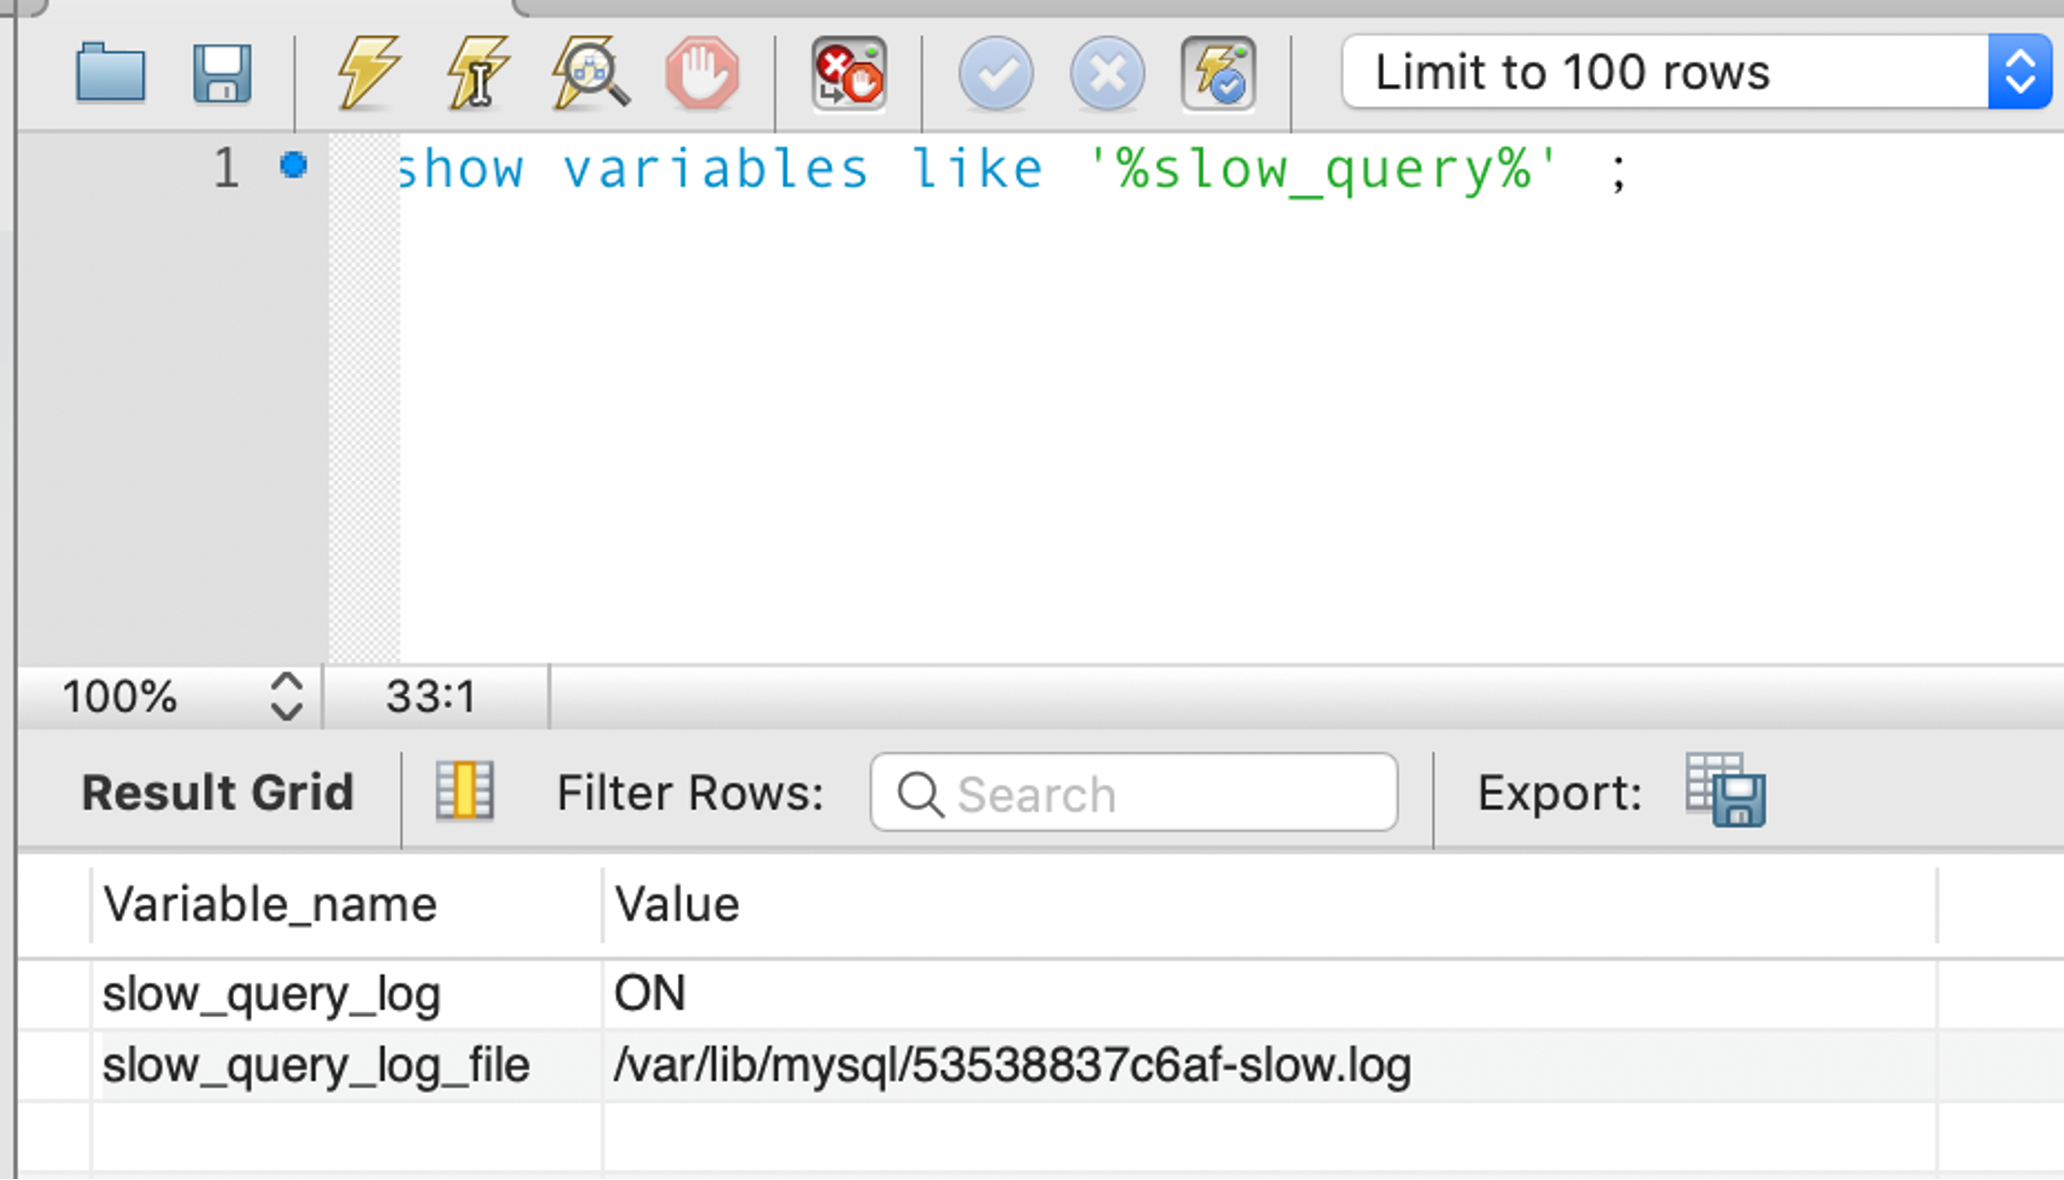 Limit to 100 rows
1 show variables like '%slow_query%' ;
100% 33:1
Result Grid Filter Rows: Search Export:
Variable_name Value
slow_query_log ON
slow_query_log_file /var/lib/mysql/53538837c6af-slow.log